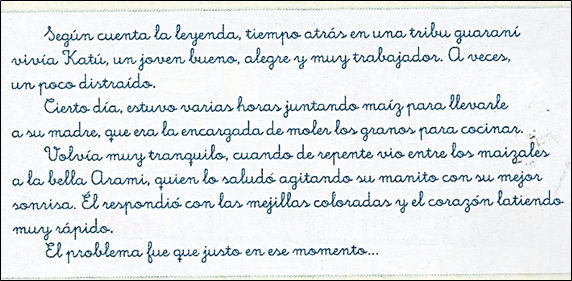 Según cuenta la leyenda, tiempo atrás en una tribu guaraní
vivía Katú, un joven bueno, alegre y muy trabajador. A veces,
un poco distraído.
Cierto día, estuvo varias horas juntando maíz para llevarle
a su madre, que era la encargada de moler los granos para cocinar.
Volvía muy tranquilo, cuando de repente vio entre los maizales
a la bella Arami, quien lo saludó agitando su manito con su mejor
sonrisa. Él respondió con las mejillas coloradas y el corazón latiendo
muy rápido.
El problema fue que justo en ese momento...